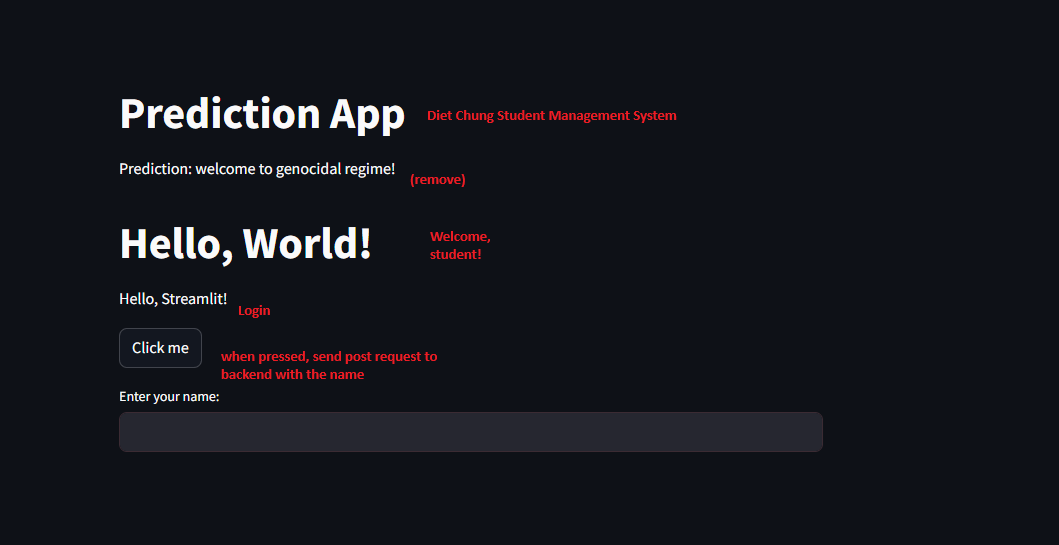 Prediction App
Diet Chung Student Management System
Prediction: welcome to genocidal regime!
(remove)
Hello, World!
Welcome,
student!
Hello, Streamlit!
Login
Click me
when pressed, send post request to
backend with the name
Enter your name: